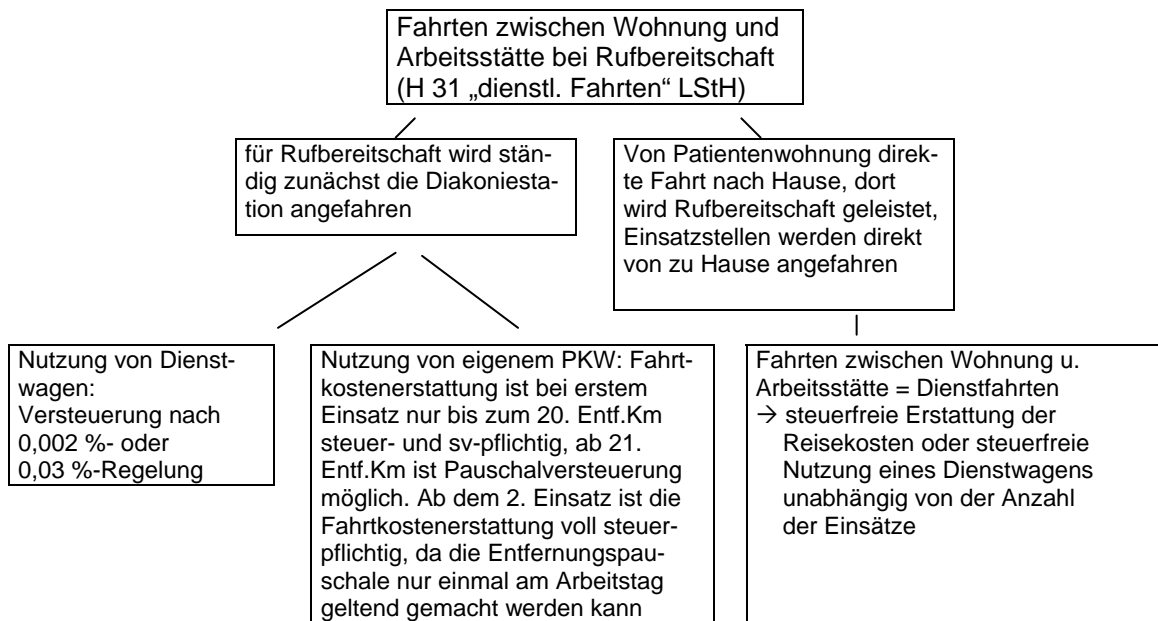 Fahrten zwischen Wohnung und
Arbeitsstätte bei Rufbereitschaft
(H 31 „dienstl. Fahrten“ LStH)
für Rufbereitschaft wird stän-
dig zunächst die Diakoniesta-
tion angefahren
Von Patientenwohnung direk-
te Fahrt nach Hause, dort
wird Rufbereitschaft geleistet,
Einsatzstellen werden direkt
von zu Hause angefahren
Nutzung von Dienst-
wagen:
Versteuerung nach
0,002 %- oder
0,03 %-Regelung
Nutzung von eigenem PKW: Fahrt-
kostenerstattung ist bei erstem
Einsatz nur bis zum 20. Entf.Km
steuer- und sv-pflichtig, ab 21.
Entf.Km ist Pauschalversteuerung
möglich. Ab dem 2. Einsatz ist die
Fahrtkostenerstattung voll steuer-
pflichtig, da die Entfernungspau-
schale nur einmal am Arbeitstag
geltend gemacht werden kann
Fahrten zwischen Wohnung u.
Arbeitsstätte = Dienstfahrten
→ steuerfreie Erstattung der
Reisekosten oder steuerfreie
Nutzung eines Dienstwagens
unabhängig von der Anzahl
der Einsätze